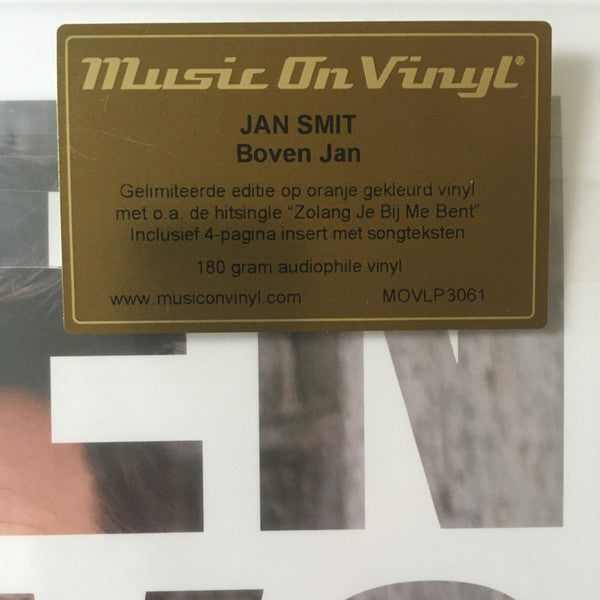 Music On Vinyl®
JAN SMIT
Boven Jan
Gelimiteerde editie op oranje gekleurd vinyl
met o.a. de hitsingle “Zolang Je Bij Me Bent”
Inclusief 4-pagina insert met songteksten
180 gram audiophile vinyl
www.musiconvinyl.com MOVLP3061
EN